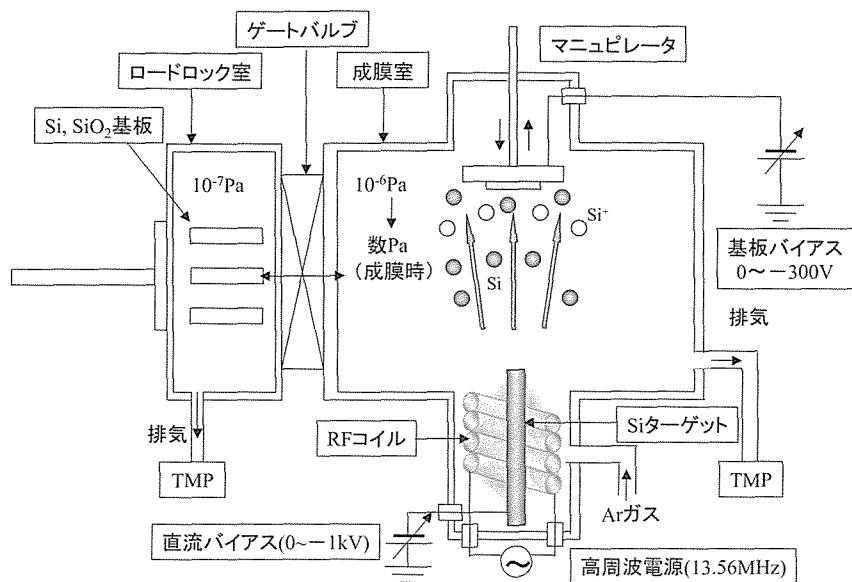 ゲートバルブ
マニュピレータ
ロードロック室
成膜室
Si, SiO₂基板
10⁻⁷Pa
10⁻⁶Pa
数Pa
(成膜時)
Si⁺
Si
基板バイアス
0〜−300V
排気
排気
RFコイル
Siターゲット
TMP
TMP
Arガス
直流バイアス(0~−1kV)
高周波電源(13.56MHz)